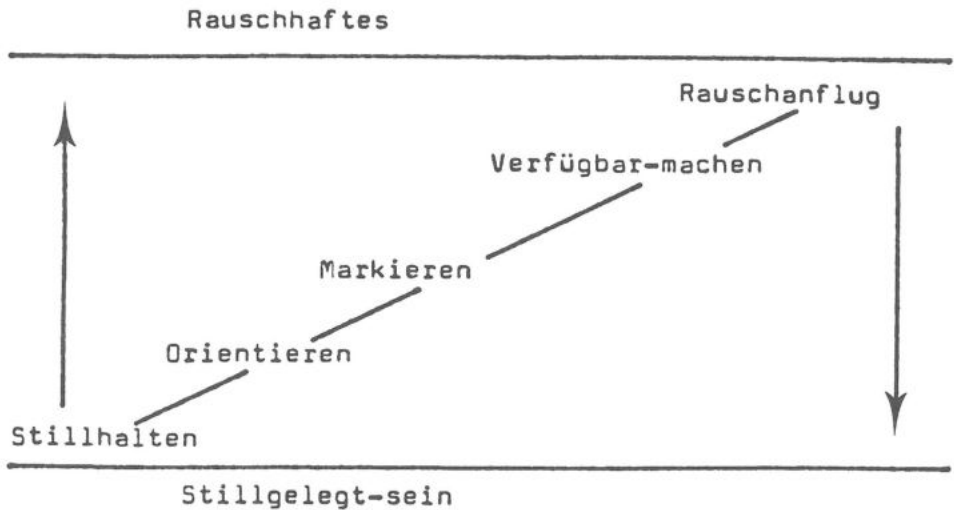 Rauschhaftes
Rauschanflug
Verfügbar-machen
Markieren
Orientieren
Stillhalten
Stillgelegt-sein